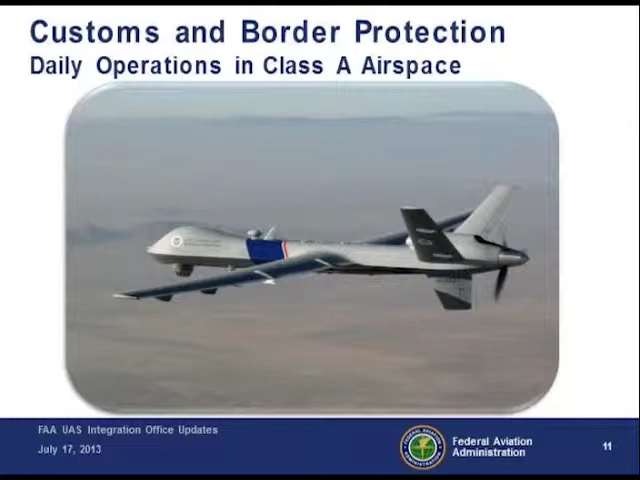 Customs and Border Protection
Daily Operations in Class A Airspace
FAA UAS Integration Office Updates
July 17, 2013
Federal Aviation
Administration
11